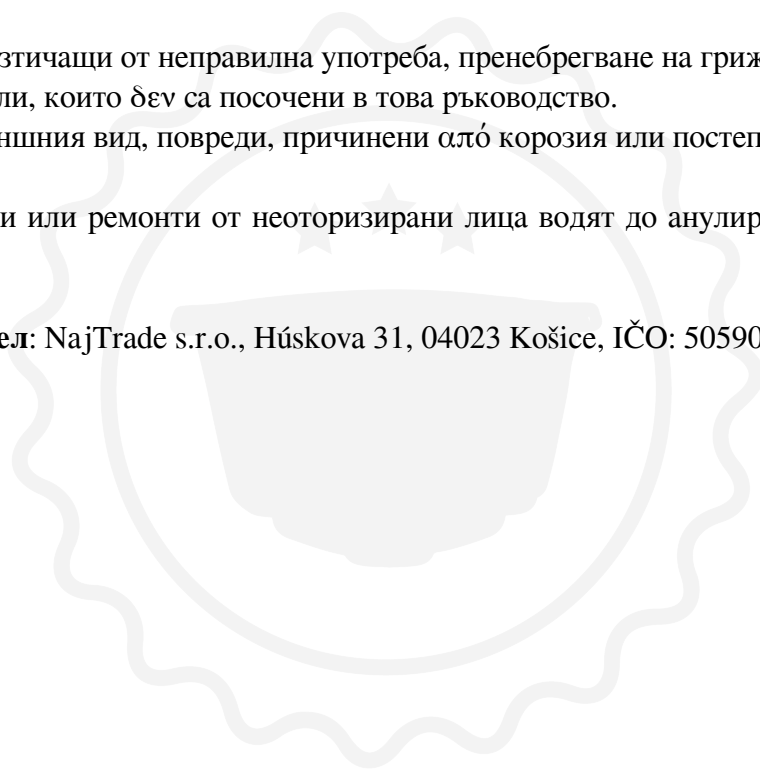 зтичащи от неправилна употреба, пренебрегване на гриж
ли, които δεν са посочени в това ръководство.
ншния вид, повреди, причинени από корозия или постеп
и или ремонти от неоторизирани лица водят до анулир
ел: NajTrade s.r.o., Húskova 31, 04023 Košice, IČO: 50590